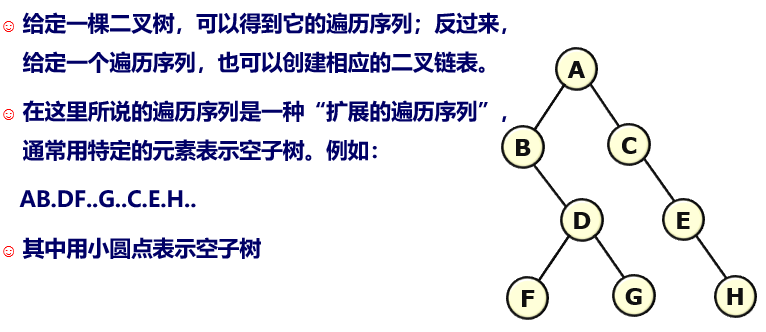 给定一棵二叉树，可以得到它的遍历序列；反过来，
给定一个遍历序列，也可以创建相应的二叉链表。
在这里所说的遍历序列是一种“扩展的遍历序列”，
通常用特定的元素表示空子树。例如：
AB.DF..G..C.E.H..
其中用小圆点表示空子树
A
B
C
D
E
F
G
H